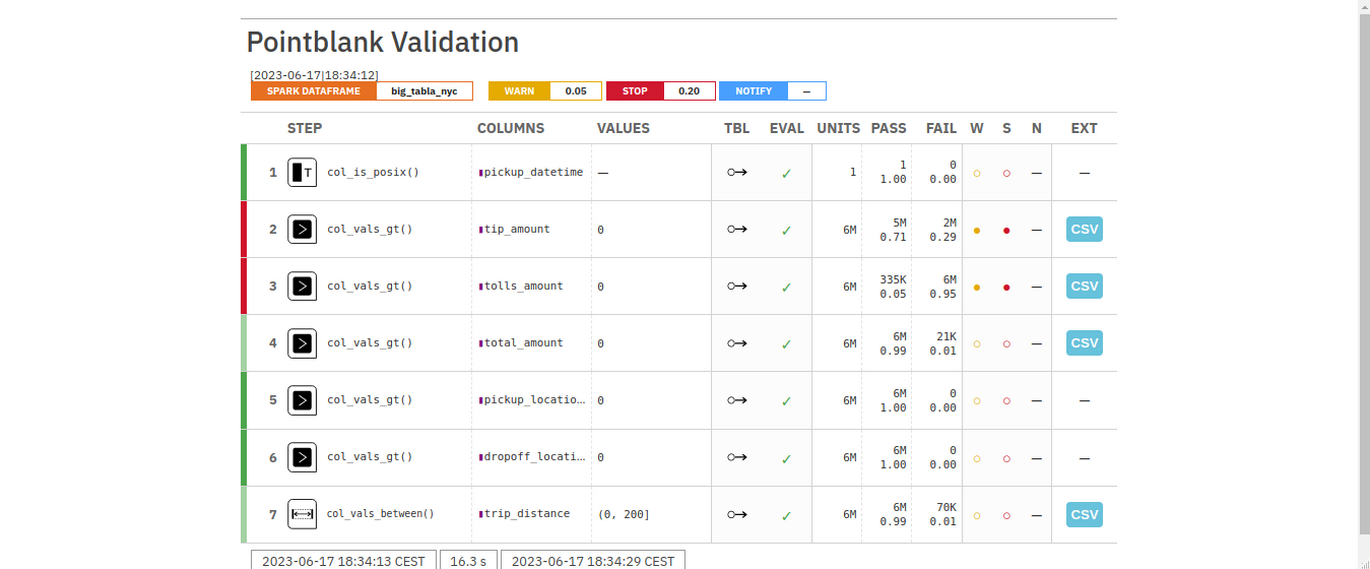 Pointblank Validation
[2023-06-17|18:34:12]
SPARK DATAFRAME big_tabla_nyc WARN 0.05 STOP 0.20 NOTIFY —
STEP COLUMNS VALUES TBL EVAL UNITS PASS FAIL W S N EXT
1 T col_is_posix() pickup_datetime — ✓ 1 1 0 — —
1.00 0.00
2 col_vals_gt() tip_amount 0 ✓ 6M 5M 2M — CSV
0.71 0.29
3 col_vals_gt() tolls_amount 0 ✓ 6M 335K 6M — CSV
0.05 0.95
4 col_vals_gt() total_amount 0 ✓ 6M 6M 21K — CSV
0.99 0.01
5 col_vals_gt() pickup_locatio… 0 ✓ 6M 6M 0 — —
1.00 0.00
6 col_vals_gt() dropoff_locati… 0 ✓ 6M 6M 0 — —
1.00 0.00
7 col_vals_between() trip_distance (0, 200] ✓ 6M 6M 70K — CSV
0.99 0.01
2023-06-17 18:34:13 CEST 16.3 s 2023-06-17 18:34:29 CEST